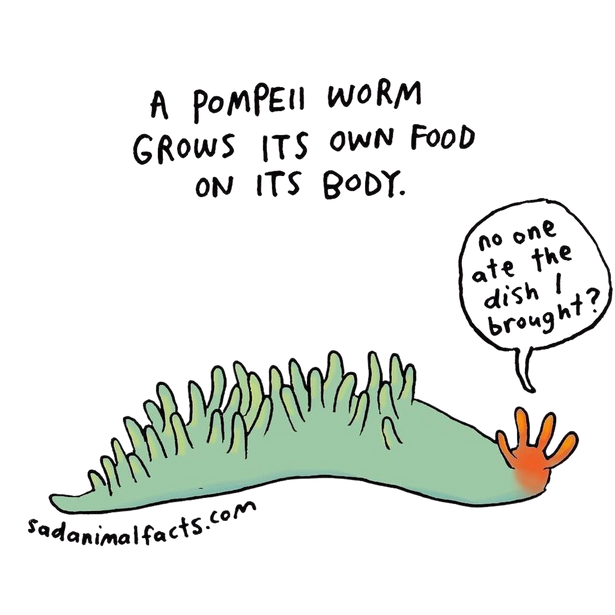 A POMPEII WORM
GROWS ITS OWN FOOD
ON ITS BODY.
no one
ate the
dish I
brought?
sadanimalfacts.com